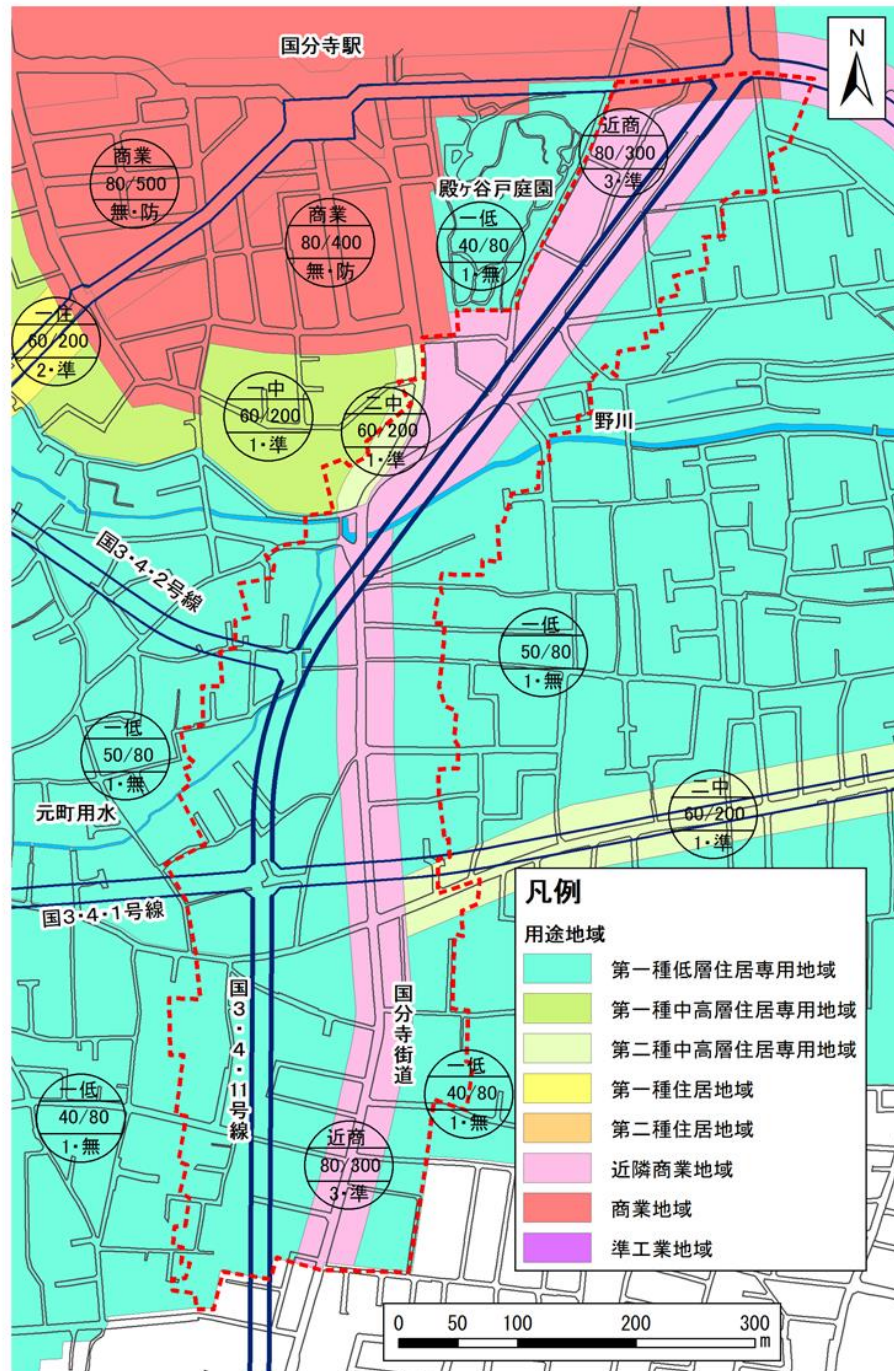 国分寺駅
N
近商
80/300
3・準
商業
80/500
無・防
殿ヶ谷戸庭園
商業
80/400
無・防
一低
40/80
1・無
一住
60/200
2・準
一中
60/200
1・準
二中
60/200
1・準
野川
国3・4・2号線
一低
50/80
1・無
一低
50/80
1・無
元町用水
二中
60/200
1・準
国3・4・1号線
国3・4・11号線
国分寺街道
一低
40/80
1・無
一低
40/80
1・無
近商
80/300
3・準
凡例
用途地域
第一種低層住居専用地域
第一種中高層住居専用地域
第二種中高層住居専用地域
第一種住居地域
第二種住居地域
近隣商業地域
商業地域
準工業地域
0 50 100 200 300
m